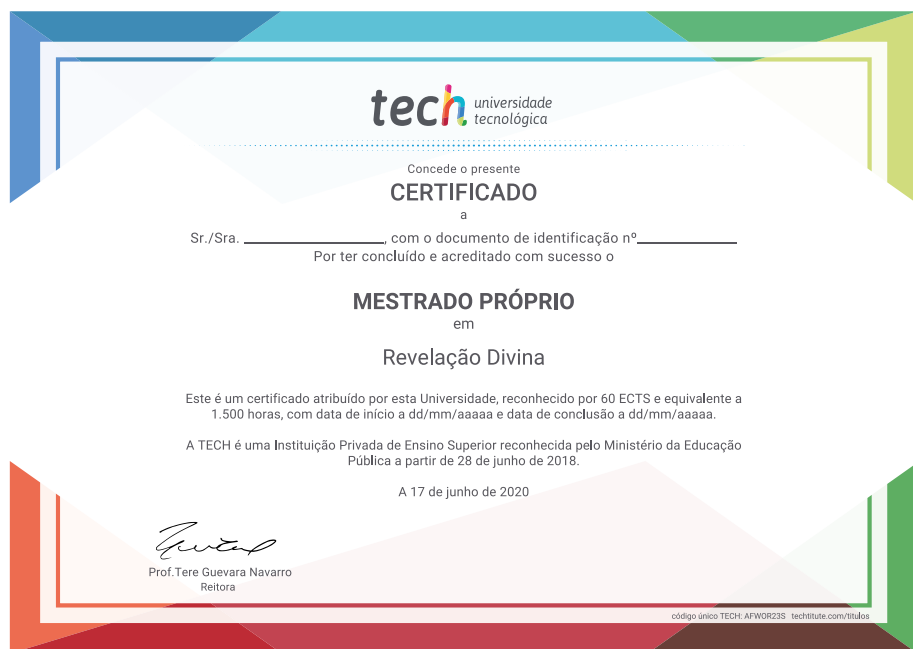 tech universidade
tecnológica
Concede o presente
CERTIFICADO
a
Sr./Sra. ________________, com o documento de identificação nº____________
Por ter concluído e acreditado com sucesso o
MESTRADO PRÓPRIO
em
Revelação Divina
Este é um certificado atribuído por esta Universidade, reconhecido por 60 ECTS e equivalente a
1.500 horas, com data de início a dd/mm/aaaaa e data de conclusão a dd/mm/aaaaa.
A TECH é uma Instituição Privada de Ensino Superior reconhecida pelo Ministério da Educação
Pública a partir de 28 de junho de 2018.
A 17 de junho de 2020
Prof.Tere Guevara Navarro
Reitora
código único TECH: AFWOR23S techtitute.com/titulos